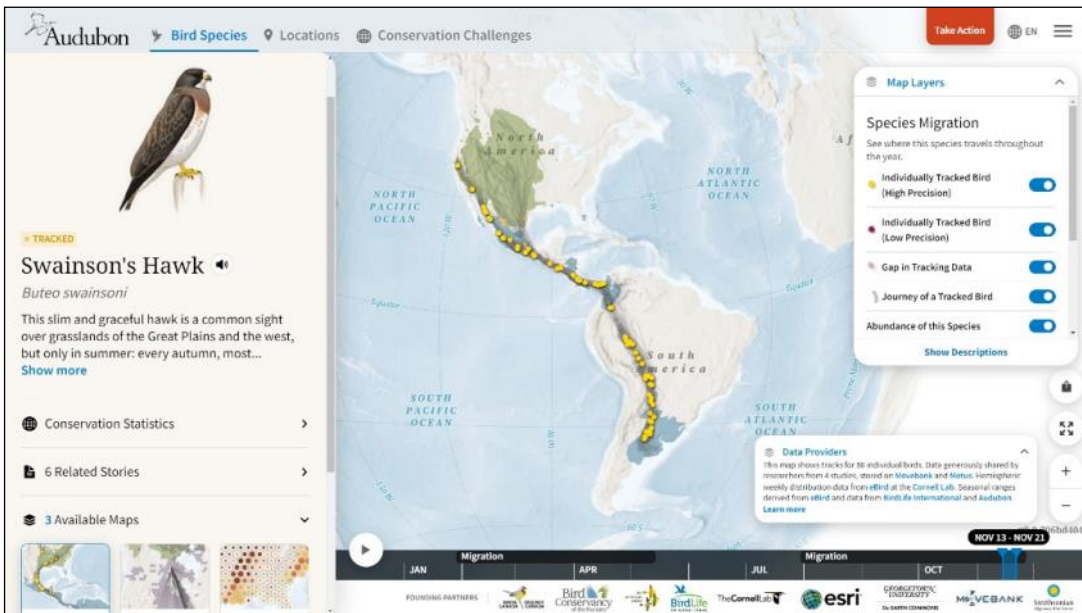 Audubon
Bird Species
Locations
Conservation Challenges
Take Action
EN
TRACKED
Swainson's Hawk
Buteo swainsoni
This slim and graceful hawk is a common sight
over grasslands of the Great Plains and the west,
but only in summer: every autumn, most...
Show more
Conservation Statistics
6 Related Stories
3 Available Maps
North
America
NORTH
PACIFIC
OCEAN
NORTH
ATLANTIC
OCEAN
Equator
Equator
South
America
SOUTH
PACIFIC
OCEAN
SOUTH
ATLANTIC
OCEAN
Map Layers
Species Migration
See where this species travels throughout
the year.
Individually Tracked Bird
(High Precision)
Individually Tracked Bird
(Low Precision)
Gap in Tracking Data
Journey of a Tracked Bird
Abundance of this Species
Show Descriptions
Data Providers
This map shows tracks for 86 individual birds. Data generously shared by
researchers from 4 studies, stored on Movebank and Motus. Hemispheric
weekly distribution data from eBird at the Cornell Lab. Seasonal ranges
derived from eBird and data from BirdLife International and Audubon.
Learn more
NOV 13 - NOV 21
Migration
Migration
JAN
APR
JUL
OCT
FOUNDING PARTNERS
Bird
Conservancy
BirdLife
TheCornellLab
esri
GEORGETOWN
UNIVERSITY
EARTH COMMONS
MOVEBANK
Smithsonian